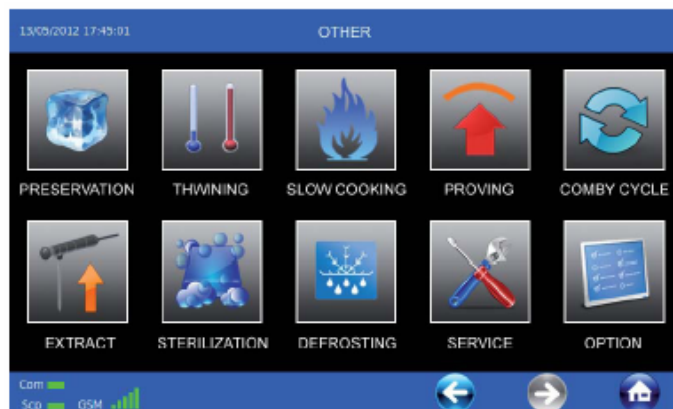 13/05/2012 17:45:01
OTHER
PRESERVATION THWINING SLOW COOKING PROVING COMBY CYCLE
EXTRACT STERILIZATION DEFROSTING SERVICE OPTION
Com
Sco GSM